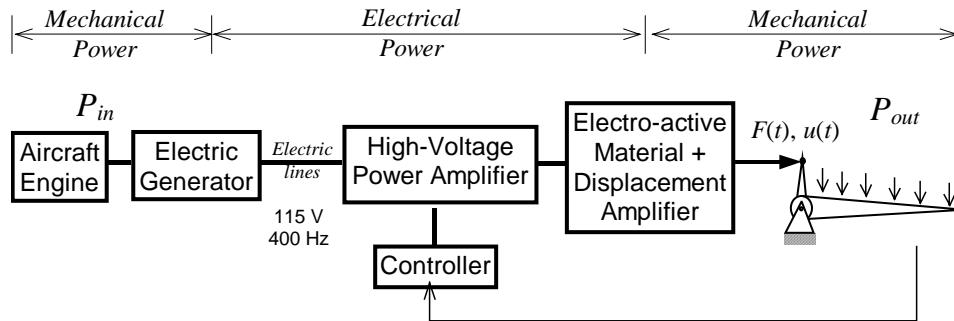 Mechanical
Power
Electrical
Power
Mechanical
Power
P_in
Aircraft
Engine
Electric
Generator
Electric
lines
115 V
400 Hz
High-Voltage
Power Amplifier
Controller
Electro-active
Material +
Displacement
Amplifier
F(t), u(t)
P_out